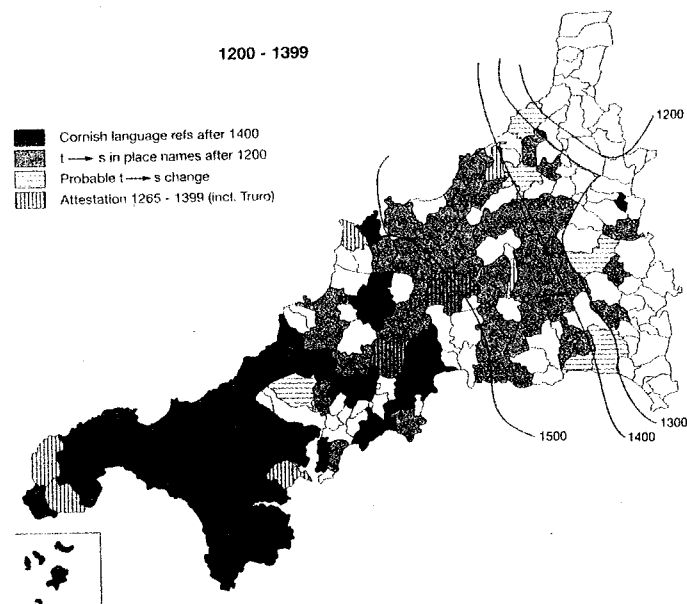 1200 - 1399
Cornish language refs after 1400
t → s in place names after 1200
Probable t → s change
Attestation 1265 - 1399 (incl. Truro)
1200
1300
1400
1500